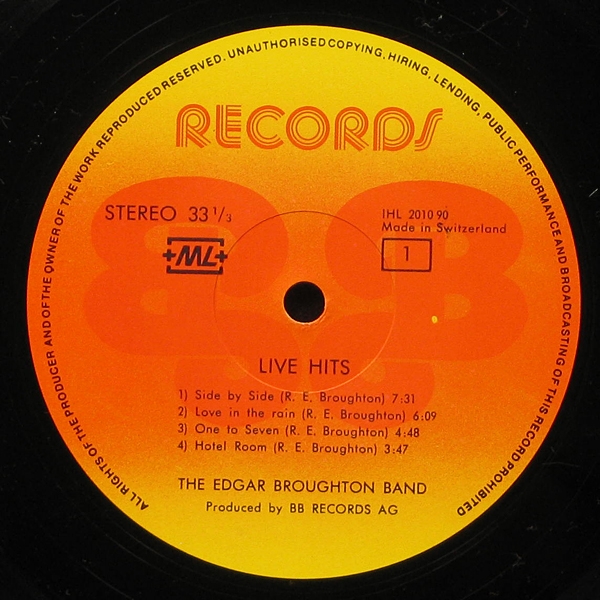 ALL RIGHTS OF THE PRODUCER AND OF THE OWNER OF THE WORK REPRODUCED RESERVED. UNAUTHORISED COPYING, HIRING, LENDING, PUBLIC PERFORMANCE AND BROADCASTING OF THIS RECORD PROHIBITED
RECORDS
BB
STEREO 33 1/3
IHL 2010 90
Made in Switzerland
+ML+
1
LIVE HITS
1) Side by Side (R. E. Broughton) 7:31
2) Love in the rain (R. E. Broughton) 6:09
3) One to Seven (R. E. Broughton) 4:48
4) Hotel Room (R. E. Broughton) 3:47
THE EDGAR BROUGHTON BAND
Produced by BB RECORDS AG